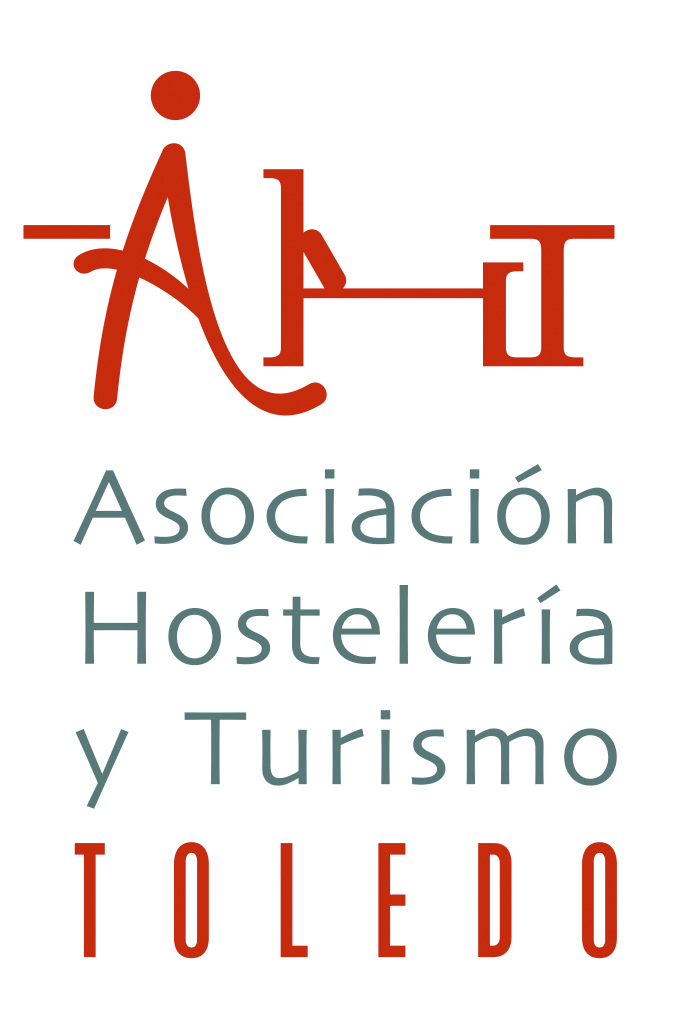 AHT
Asociación
Hostelería
y Turismo
TOLEDO